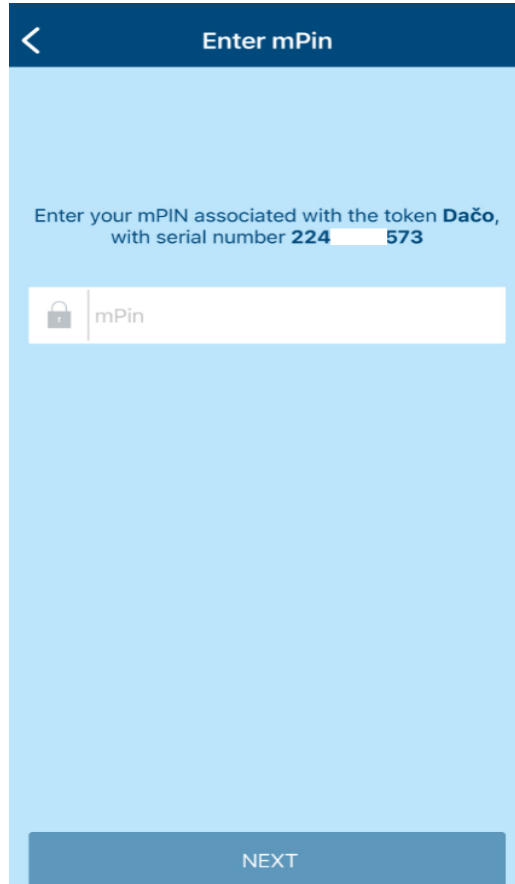 Enter mPin
Enter your mPIN associated with the token Dačo,
with serial number 224 573
mPin
NEXT